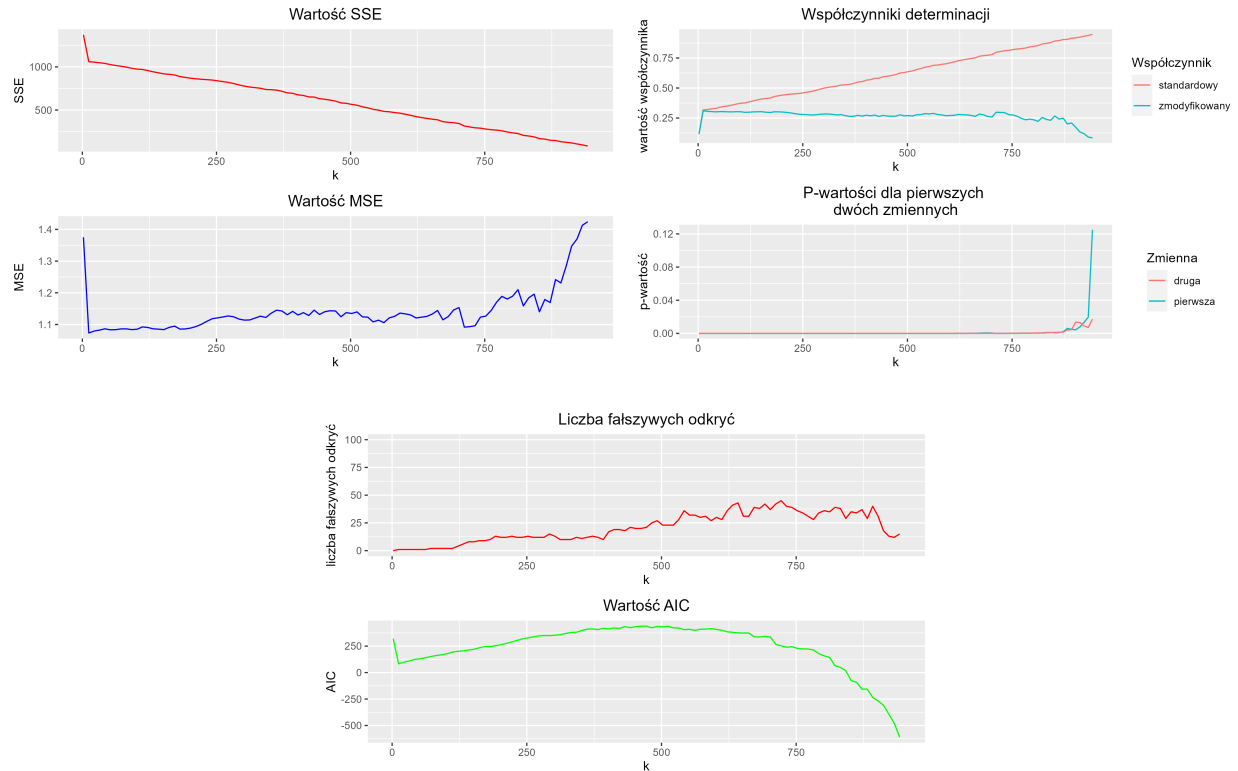 Wartość SSE
SSE
1000
500
0
250
500
750
k
Współczynniki determinacji
wartość współczynnika
0.75
0.50
0.25
0
250
500
750
k
Współczynnik
standardowy
zmodyfikowany
Wartość MSE
MSE
1.4
1.3
1.2
1.1
0
250
500
750
k
P-wartości dla pierwszych
dwóch zmiennych
p-wartość
0.12
0.08
0.04
0.00
0
250
500
750
k
Zmienna
druga
pierwsza
Liczba fałszywych odkryć
liczba fałszywych odkryć
100
75
50
25
0
0
250
500
750
k
Wartość AIC
AIC
250
0
-250
-500
0
250
500
750
k